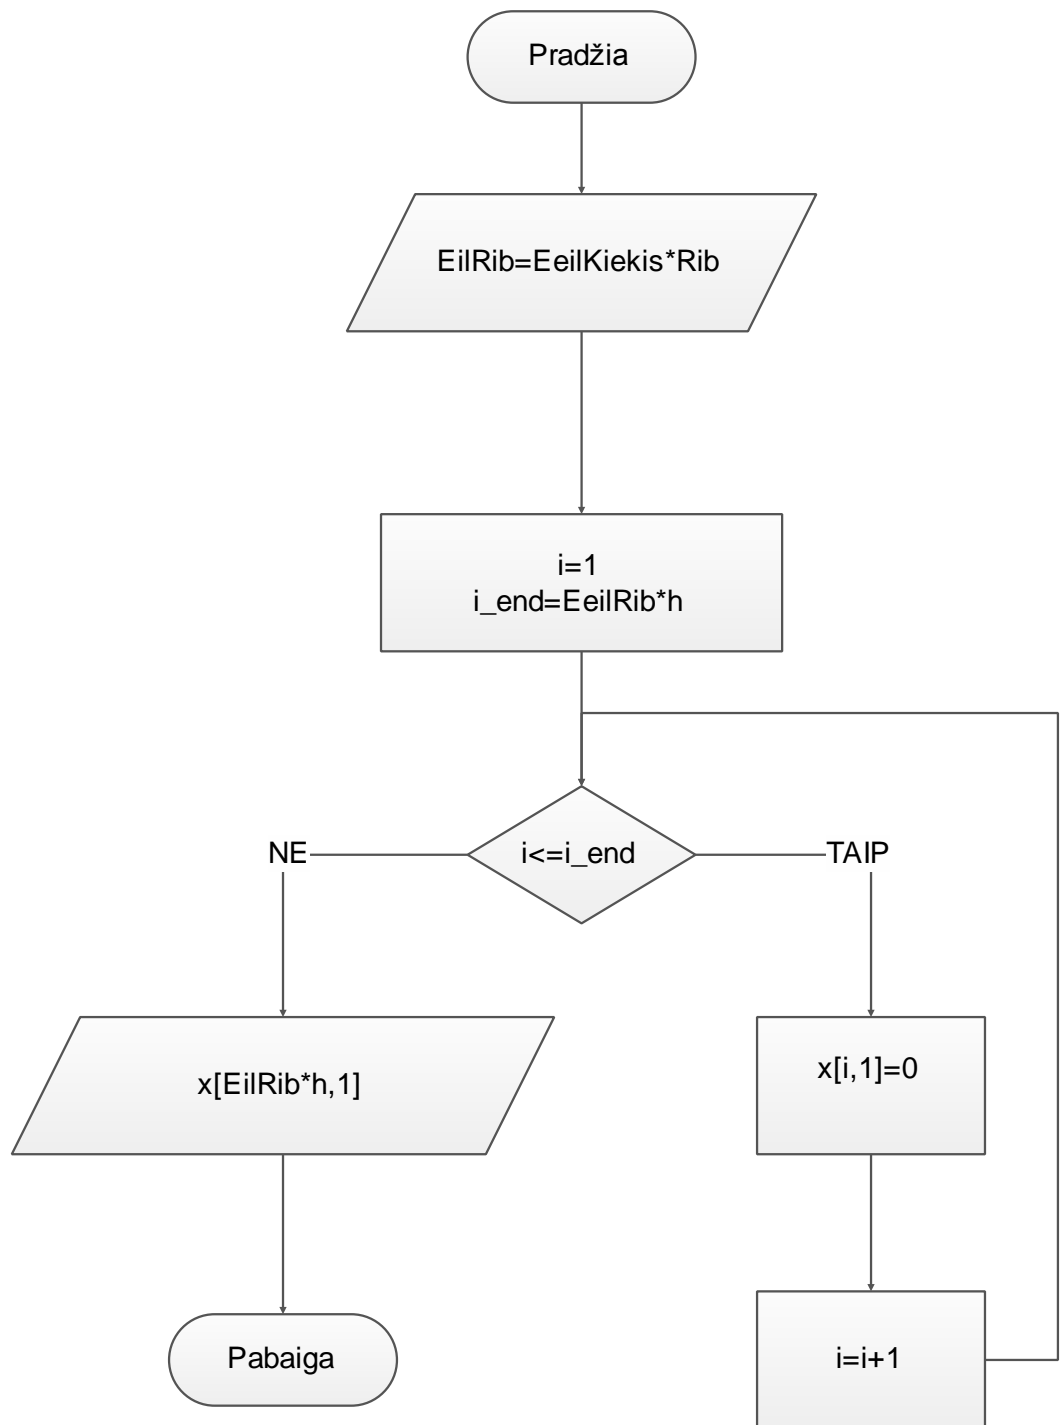 Pradžia
EilRib=EeilKiekis*Rib
i=1
i_end=EeilRib*h
i<=i_end
NE
TAIP
x[EilRib*h,1]
x[i,1]=0
Pabaiga
i=i+1